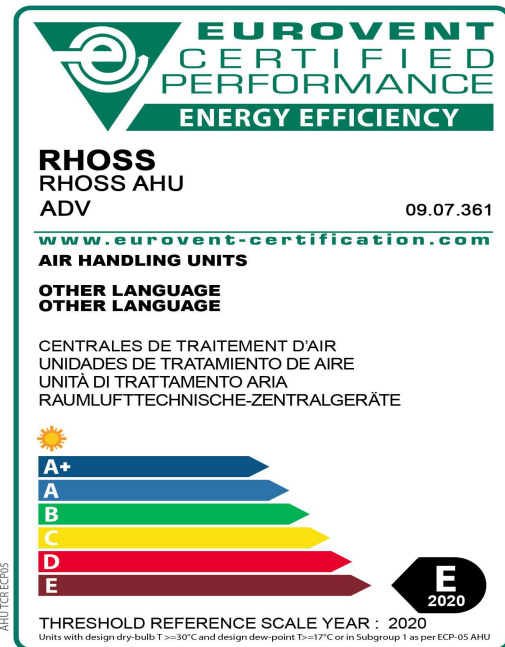 EUROVENT
CERTIFIED
PERFORMANCE
ENERGY EFFICIENCY
RHOSS
RHOSS AHU
ADV 09.07.361
www.eurovent-certification.com
AIR HANDLING UNITS
OTHER LANGUAGE
OTHER LANGUAGE
CENTRALES DE TRAITEMENT D'AIR
UNIDADES DE TRATAMIENTO DE AIRE
UNITÀ DI TRATTAMENTO ARIA
RAUMLUFTTECHNISCHE-ZENTRALGERÄTE
A+
A
B
C
D
E
E
2020
THRESHOLD REFERENCE SCALE YEAR : 2020
Units with design dry-bulb T >=30°C and design dew-point T>=17°C or in Subgroup 1 as per ECP-05 AHU
AHU TCR ECP05